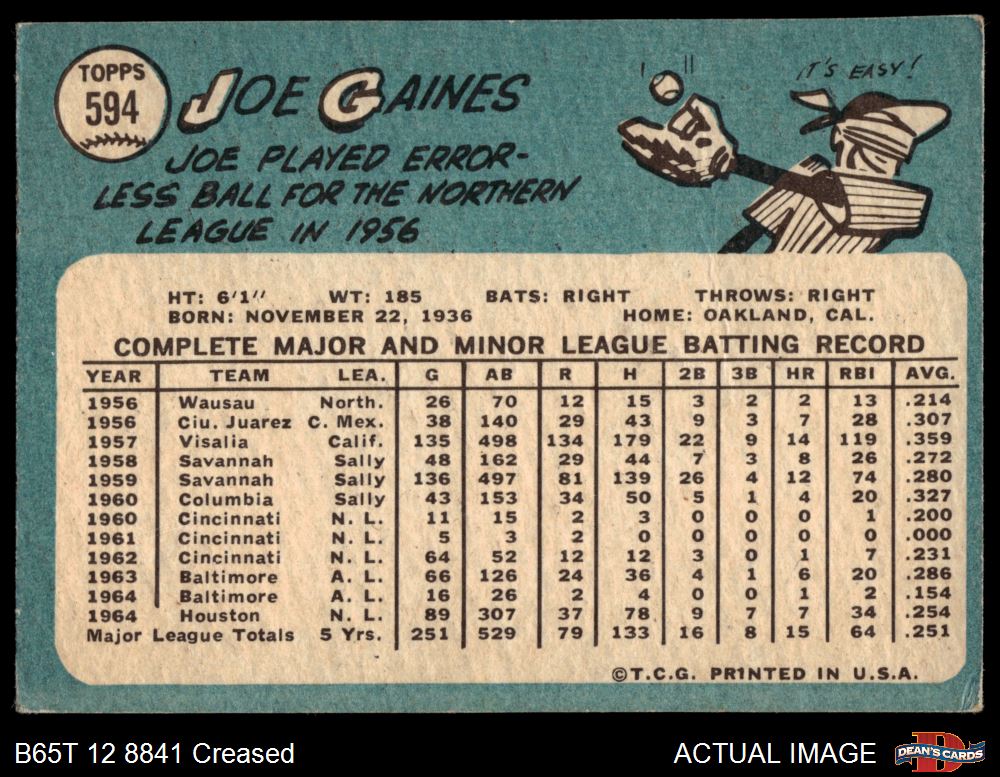 TOPPS
594
JOE GAINES
IT'S EASY!
JOE PLAYED ERROR-
LESS BALL FOR THE NORTHERN
LEAGUE IN 1956
HT: 6'1" WT: 185 BATS: RIGHT THROWS: RIGHT
BORN: NOVEMBER 22, 1936 HOME: OAKLAND, CAL.
COMPLETE MAJOR AND MINOR LEAGUE BATTING RECORD
YEAR TEAM LEA. G AB R H 2B 3B HR RBI AVG.
1956 Wausau North. 26 70 12 15 3 2 2 13 .214
1956 Ciu. Juarez C. Mex. 38 140 29 43 9 3 7 28 .307
1957 Visalia Calif. 135 498 134 179 22 9 14 119 .359
1958 Savannah Sally 48 162 29 44 7 3 8 26 .272
1959 Savannah Sally 136 497 81 139 26 4 12 74 .280
1960 Columbia Sally 43 153 34 50 5 1 4 20 .327
1960 Cincinnati N. L. 11 15 2 3 0 0 0 1 .200
1961 Cincinnati N. L. 5 3 2 0 0 0 0 0 .000
1962 Cincinnati N. L. 64 52 12 12 3 0 1 7 .231
1963 Baltimore A. L. 66 126 24 36 4 1 6 20 .286
1964 Baltimore A. L. 16 26 2 4 0 0 1 2 .154
1964 Houston N. L. 89 307 37 78 9 7 7 34 .254
Major League Totals 5 Yrs. 251 529 79 133 16 8 15 64 .251
©T.C.G. PRINTED IN U.S.A.
B65T 12 8841 Creased
ACTUAL IMAGE
DEAN'S CARDS